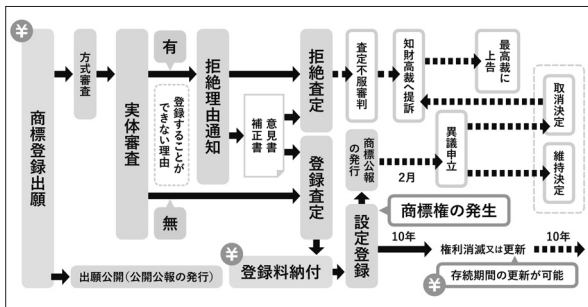 ¥
商標登録出願
方式審査
実体審査
有
登録することが
できない理由
無
拒絶理由通知
意見書
補正書
拒絶査定
登録査定
査定不服審判
知財高裁へ提訴
最高裁に
上告
取消決定
維持決定
異議申立
2月
商標公報
の発行
商標権の発生
設定登録
¥
登録料納付
出願公開(公開公報の発行)
10年
権利消滅又は更新
10年
¥
存続期間の更新が可能